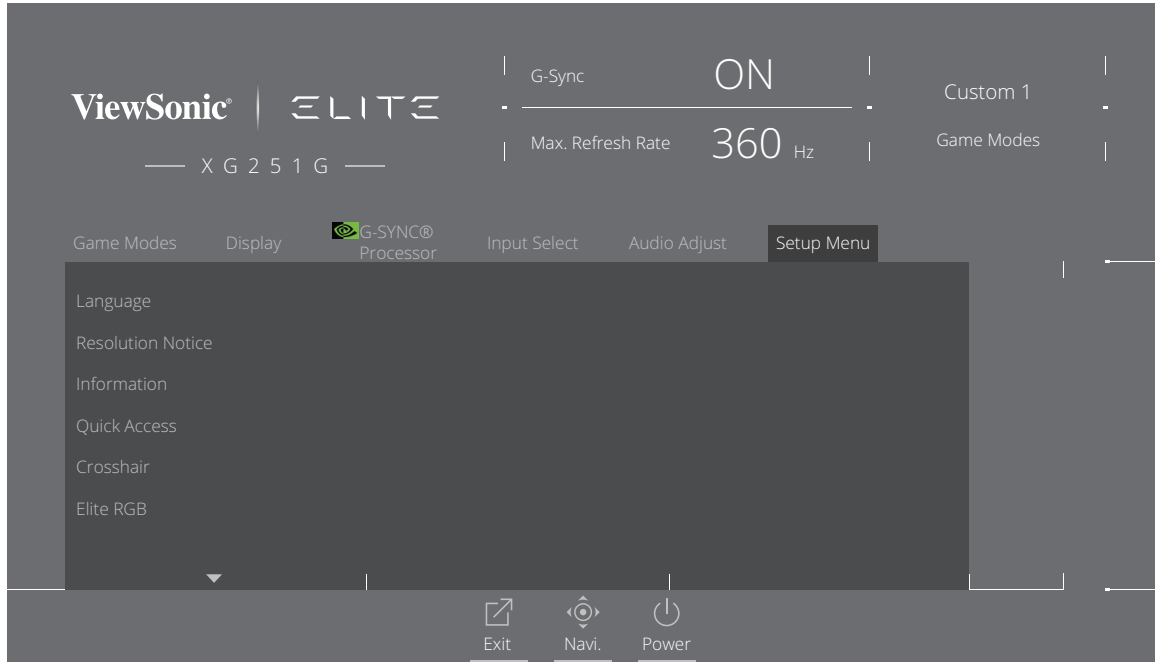 ViewSonic® ELITE
XG251G
G-Sync ON
Max. Refresh Rate 360 Hz
Custom 1
Game Modes
Game Modes Display G-SYNC® Processor Input Select Audio Adjust Setup Menu
Language
Resolution Notice
Information
Quick Access
Crosshair
Elite RGB
Exit Navi. Power